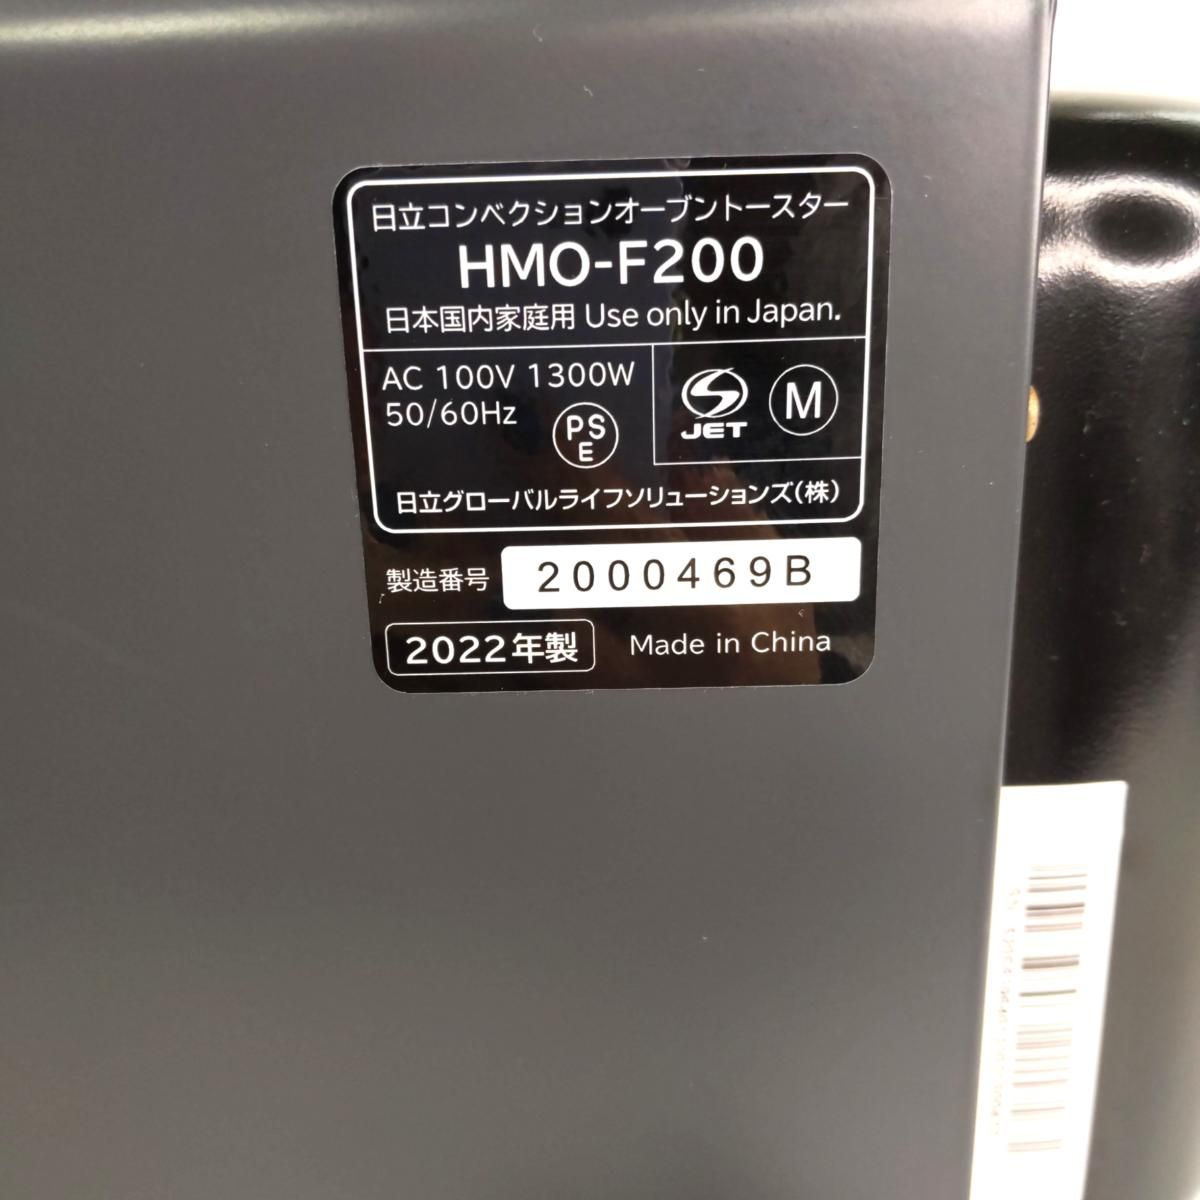 日立コンベクションオーブントースター
HMO-F200
日本国内家庭用 Use only in Japan.
AC 100V 1300W
50/60Hz
PS
E
JET
M
日立グローバルライフソリューションズ(株)
製造番号 2000469B
2022年製 Made in China